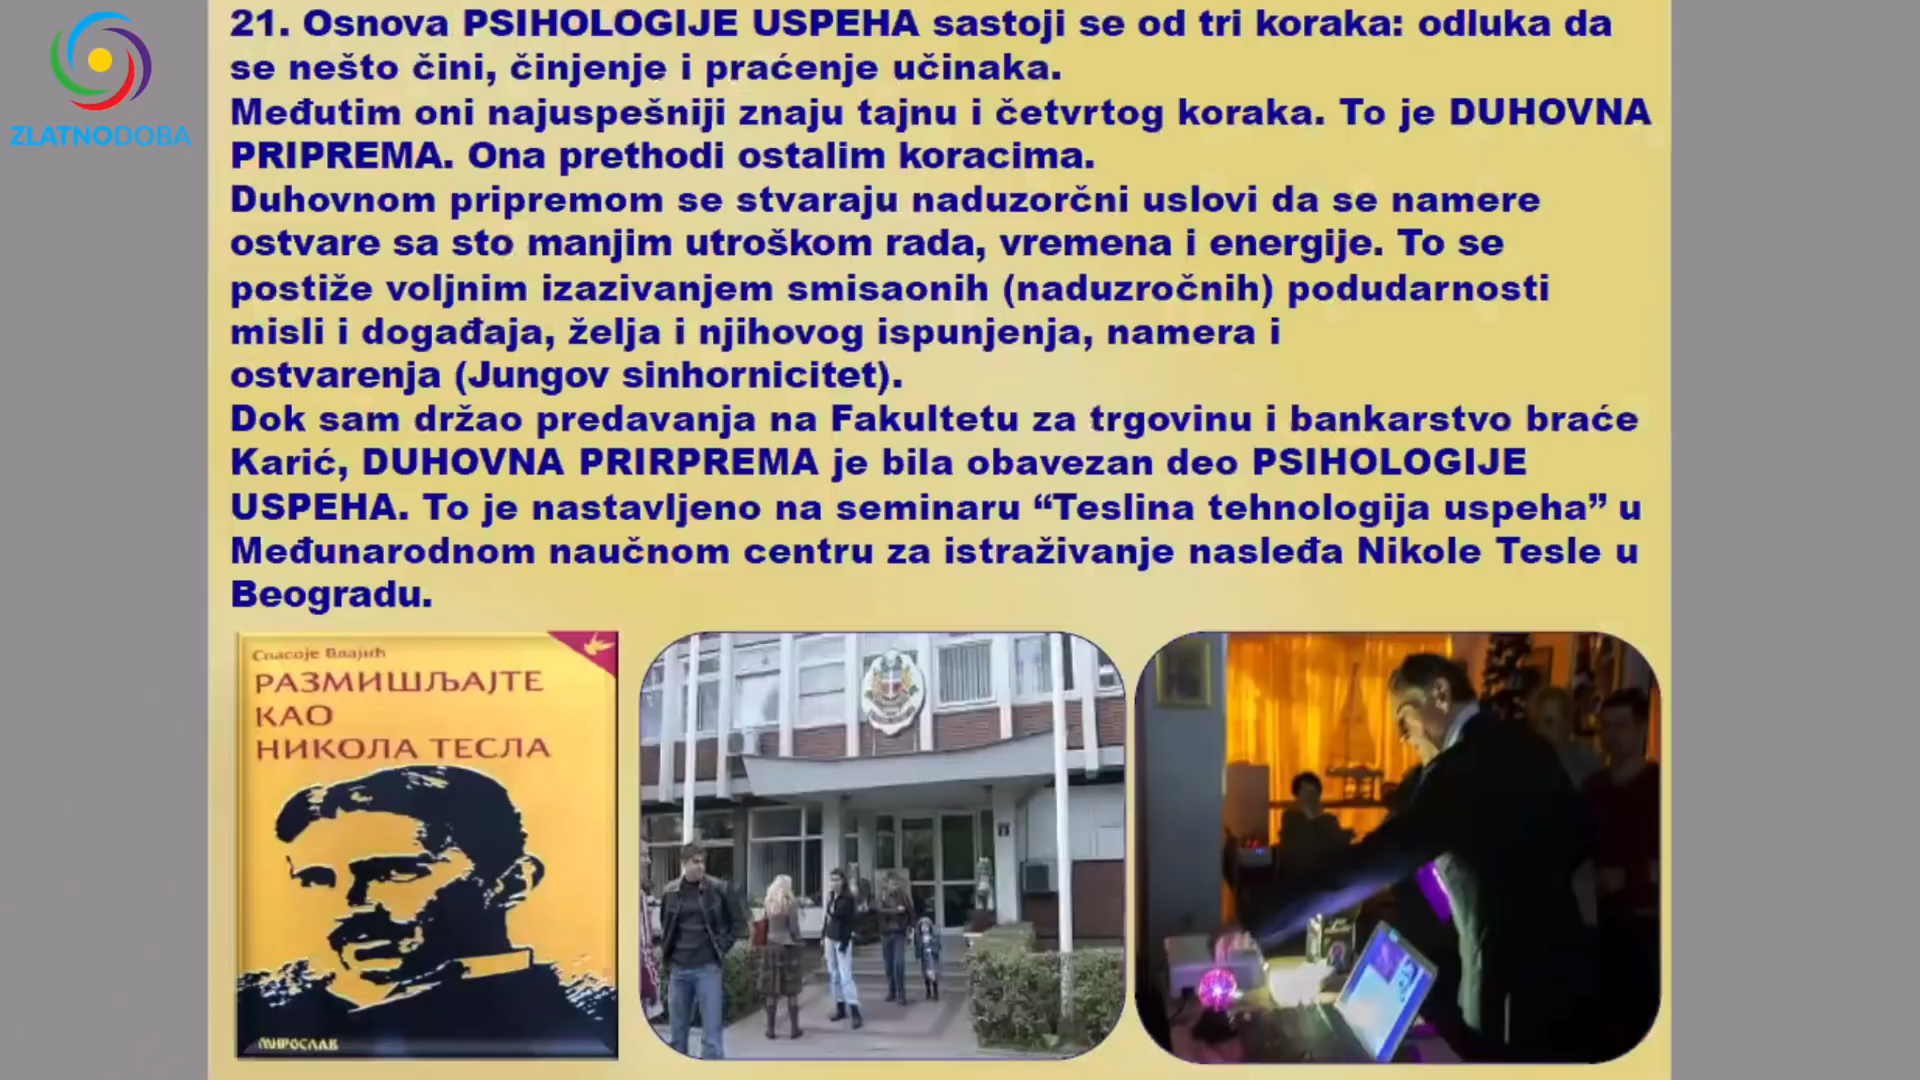 ZLATNODOBA
21. Osnova PSIHOLOGIJE USPEHA sastoji se od tri koraka: odluka da
se nešto čini, činjenje i praćenje učinaka.
Međutim oni najuspešniji znaju tajnu i četvrtog koraka. To je DUHOVNA
PRIPREMA. Ona prethodi ostalim koracima.
Duhovnom pripremom se stvaraju naduzorčni uslovi da se namere
ostvare sa sto manjim utroškom rada, vremena i energije. To se
postiže voljnim izazivanjem smisaonih (naduzročnih) podudarnosti
misli i događaja, želja i njihovog ispunjenja, namera i
ostvarenja (Jungov sinhornicitet).
Dok sam držao predavanja na Fakultetu za trgovinu i bankarstvo braće
Karić, DUHOVNA PRIRPREMA je bila obavezan deo PSIHOLOGIJE
USPEHA. To je nastavljeno na seminaru “Teslina tehnologija uspeha” u
Međunarodnom naučnom centru za istraživanje nasleđa Nikole Tesle u
Beogradu.
Спасоје Влајић
РАЗМИШЉАЈТЕ
КАО
НИКОЛА ТЕСЛА
МИРОСЛАВ